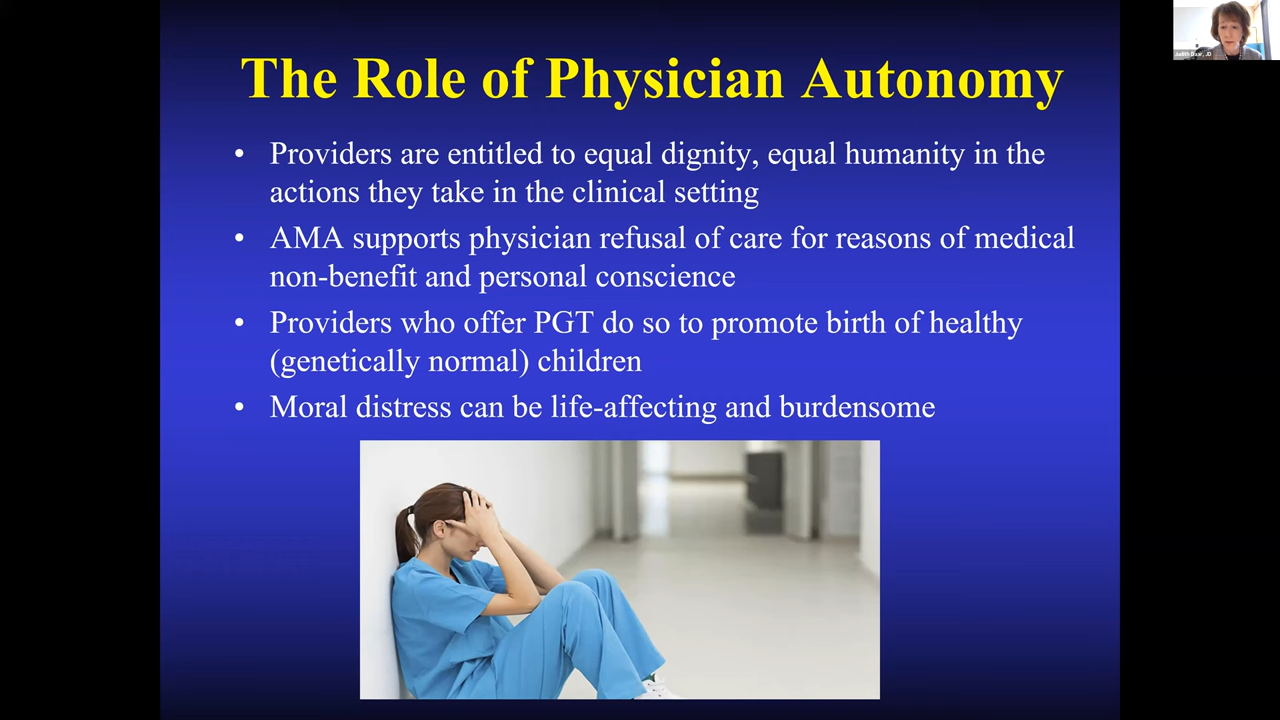 The Role of Physician Autonomy
Judith Daar, JD
• Providers are entitled to equal dignity, equal humanity in the
actions they take in the clinical setting
• AMA supports physician refusal of care for reasons of medical
non-benefit and personal conscience
• Providers who offer PGT do so to promote birth of healthy
(genetically normal) children
• Moral distress can be life-affecting and burdensome